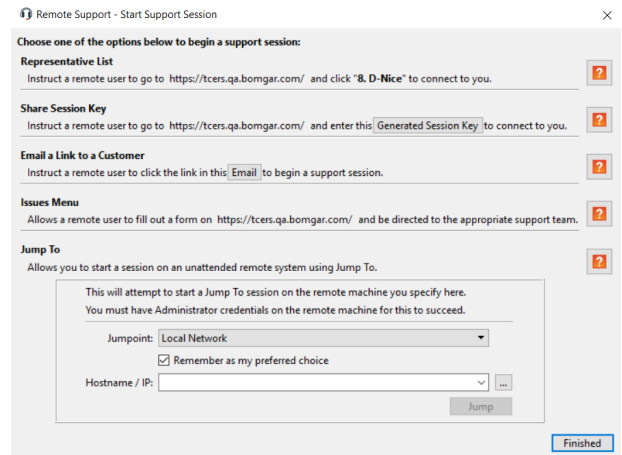 Remote Support - Start Support Session
Choose one of the options below to begin a support session:
Representative List
Instruct a remote user to go to https://tcers.qa.bomgar.com/ and click "8. D-Nice" to connect to you.
?
Share Session Key
Instruct a remote user to go to https://tcers.qa.bomgar.com/ and enter this Generated Session Key to connect to you.
?
Email a Link to a Customer
Instruct a remote user to click the link in this Email to begin a support session.
?
Issues Menu
Allows a remote user to fill out a form on https://tcers.qa.bomgar.com/ and be directed to the appropriate support team.
?
Jump To
Allows you to start a session on an unattended remote system using Jump To.
?
This will attempt to start a Jump To session on the remote machine you specify here.
You must have Administrator credentials on the remote machine for this to succeed.
Jumpoint: Local Network
Remember as my preferred choice
Hostname / IP: ...
Jump
Finished